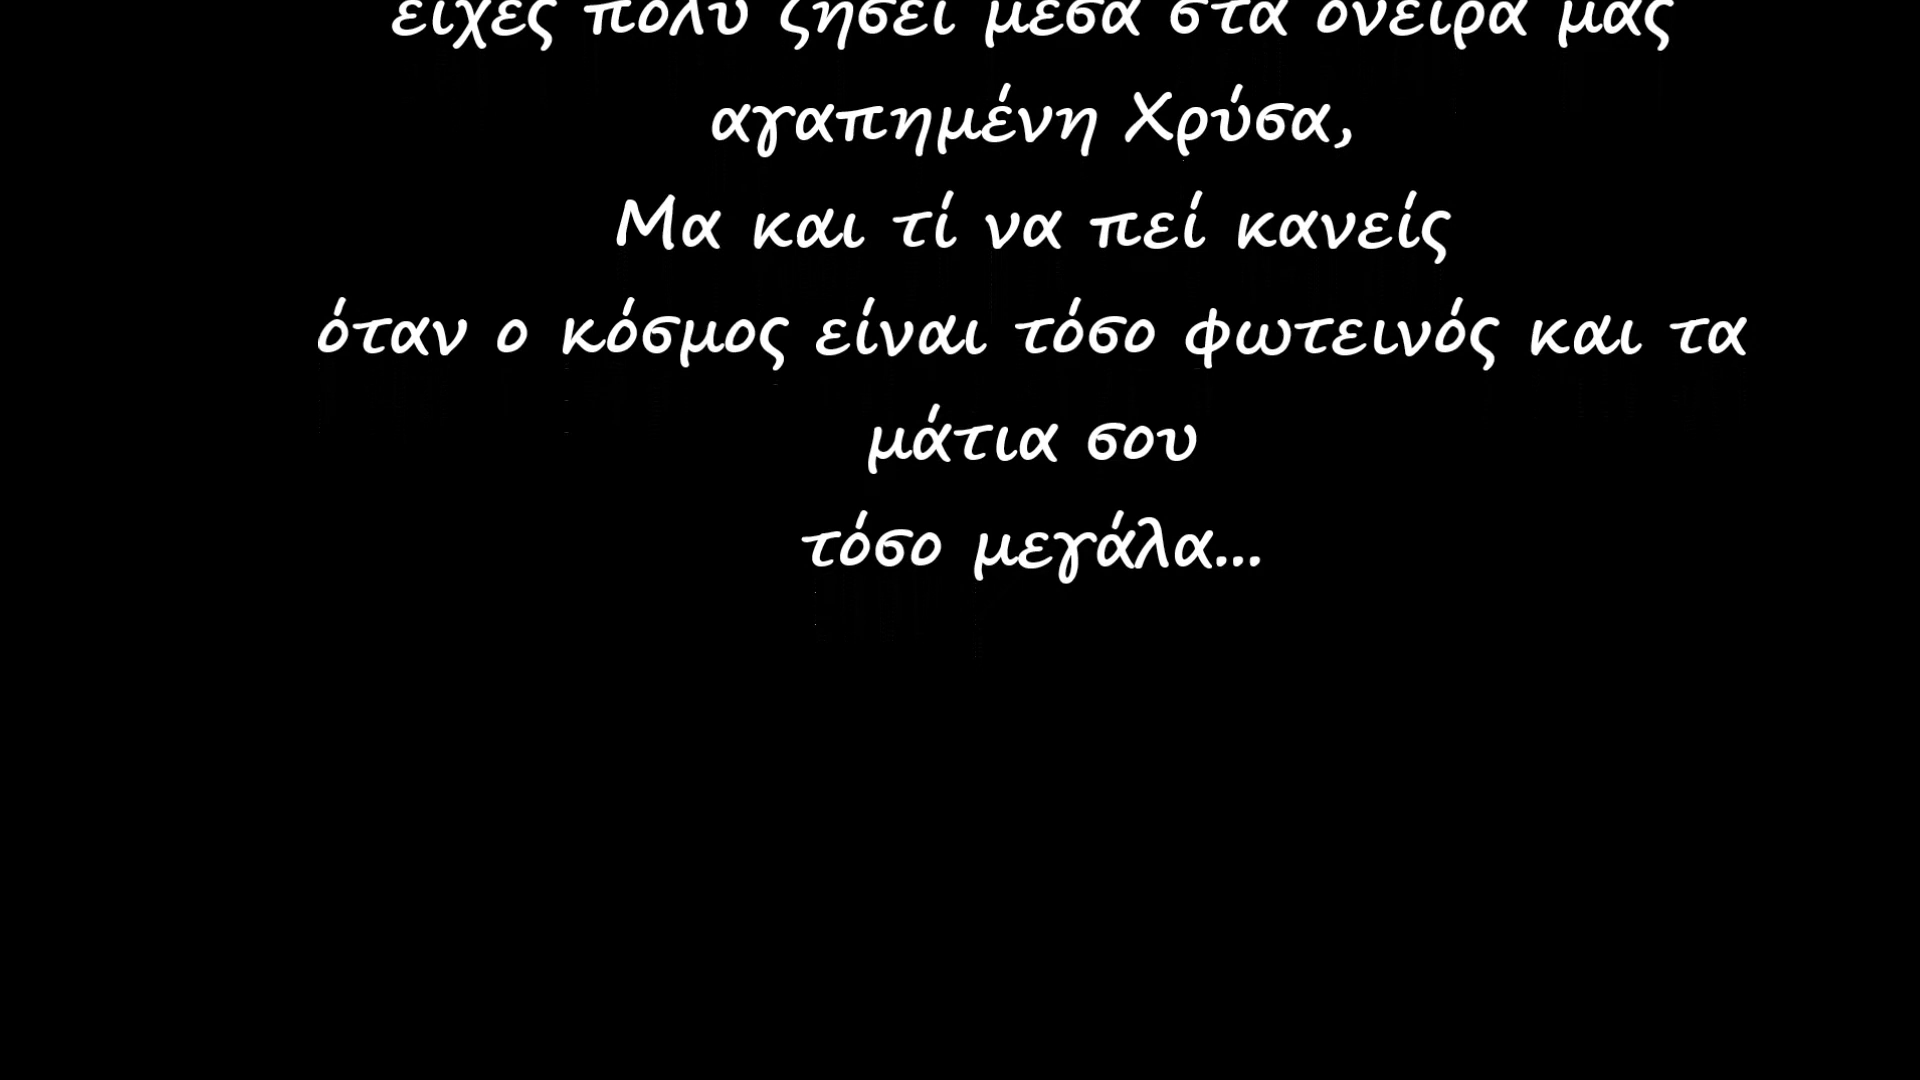 είχες πολύ ζήσει μέσα στα όνειρα μας
αγαπημένη Χρύσα,
Μα και τί να πεί κανείς
όταν ο κόσμος είναι τόσο φωτεινός και τα
μάτια σου
τόσο μεγάλα...